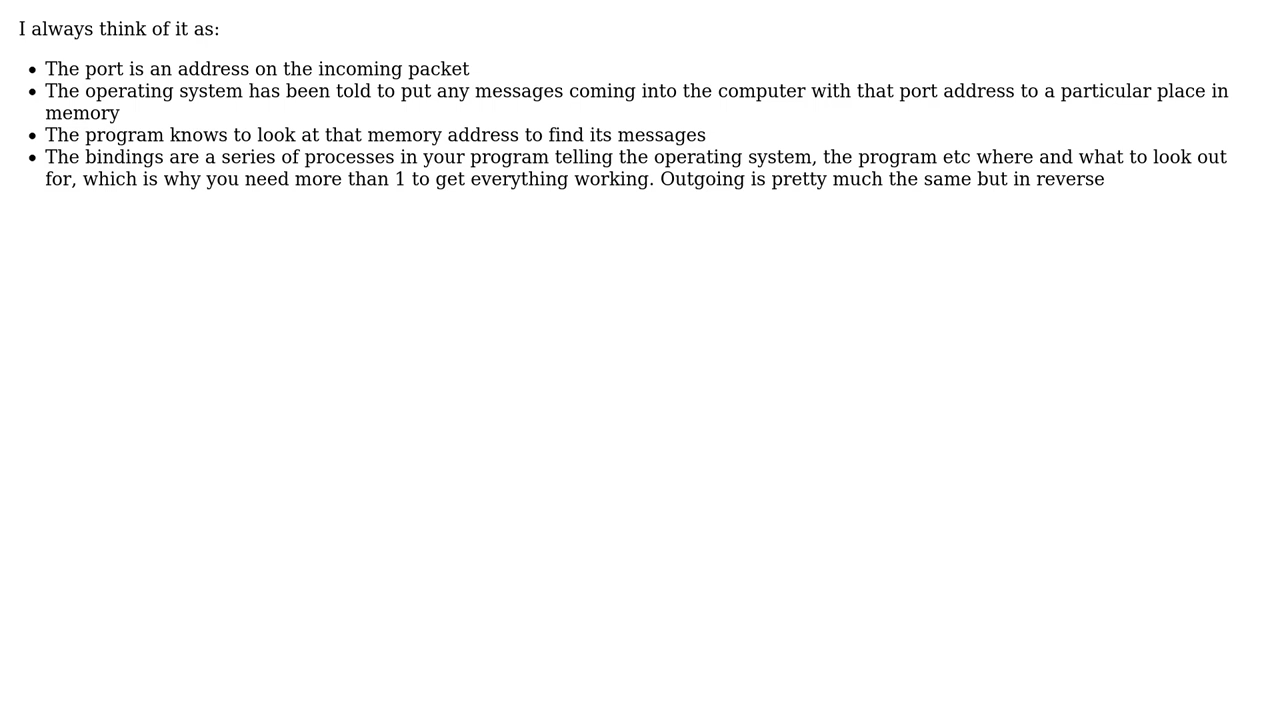 I always think of it as:
• The port is an address on the incoming packet
• The operating system has been told to put any messages coming into the computer with that port address to a particular place in
memory
• The program knows to look at that memory address to find its messages
• The bindings are a series of processes in your program telling the operating system, the program etc where and what to look out
for, which is why you need more than 1 to get everything working. Outgoing is pretty much the same but in reverse